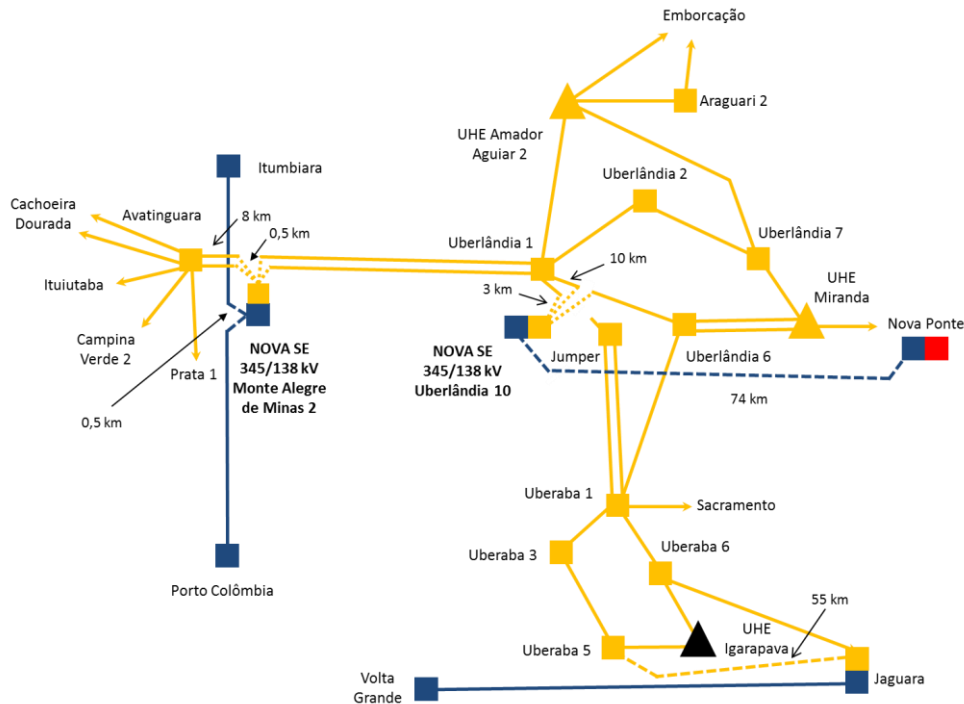 Emborcação
Araguari 2
UHE Amador
Aguiar 2
Itumbiara
Uberlândia 2
Cachoeira
Dourada
Avatinguara
8 km
0,5 km
Uberlândia 1
10 km
Uberlândia 7
3 km
UHE
Miranda
Ituiutaba
Nova Ponte
Campina
Verde 2
Prata 1
NOVA SE
345/138 kV
Monte Alegre
de Minas 2
NOVA SE
345/138 kV
Uberlândia 10
Jumper
Uberlândia 6
74 km
0,5 km
Uberaba 1
Sacramento
Uberaba 3
Uberaba 6
Porto Colômbia
55 km
UHE
Igarapava
Uberaba 5
Volta
Grande
Jaguara